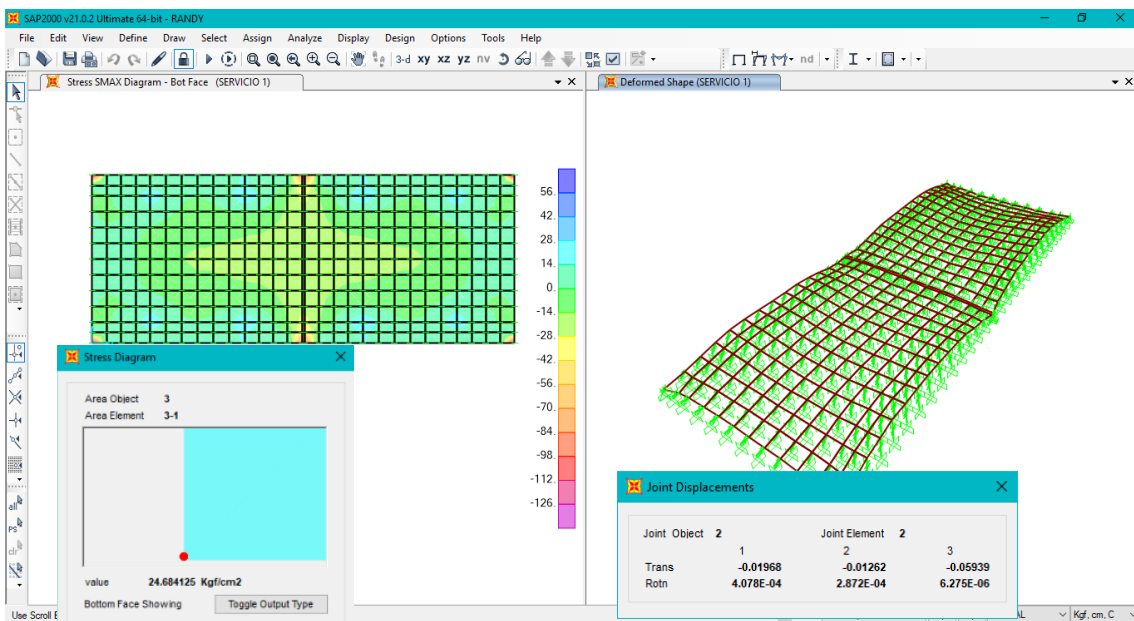 SAP2000 v21.0.2 Ultimate 64-bit - RANDY
File Edit View Define Draw Select Assign Analyze Display Design Options Tools Help
3-d xy xz yz nv nd
Stress SMAX Diagram - Bot Face (SERVICIO 1)
Deformed Shape (SERVICIO 1)
56.
42.
28.
14.
0.
-14.
-28.
-42.
-56.
-70.
-84.
-98.
-112.
-126.
all
PS
clr
Stress Diagram
Area Object 3
Area Element 3-1
value 24.684125 Kgf/cm2
Bottom Face Showing Toggle Output Type
Joint Displacements
Joint Object 2 Joint Element 2
1 2 3
Trans -0.01968 -0.01262 -0.05939
Rotn 4.078E-04 2.872E-04 6.275E-06
Use Scroll
Kgf, cm, C